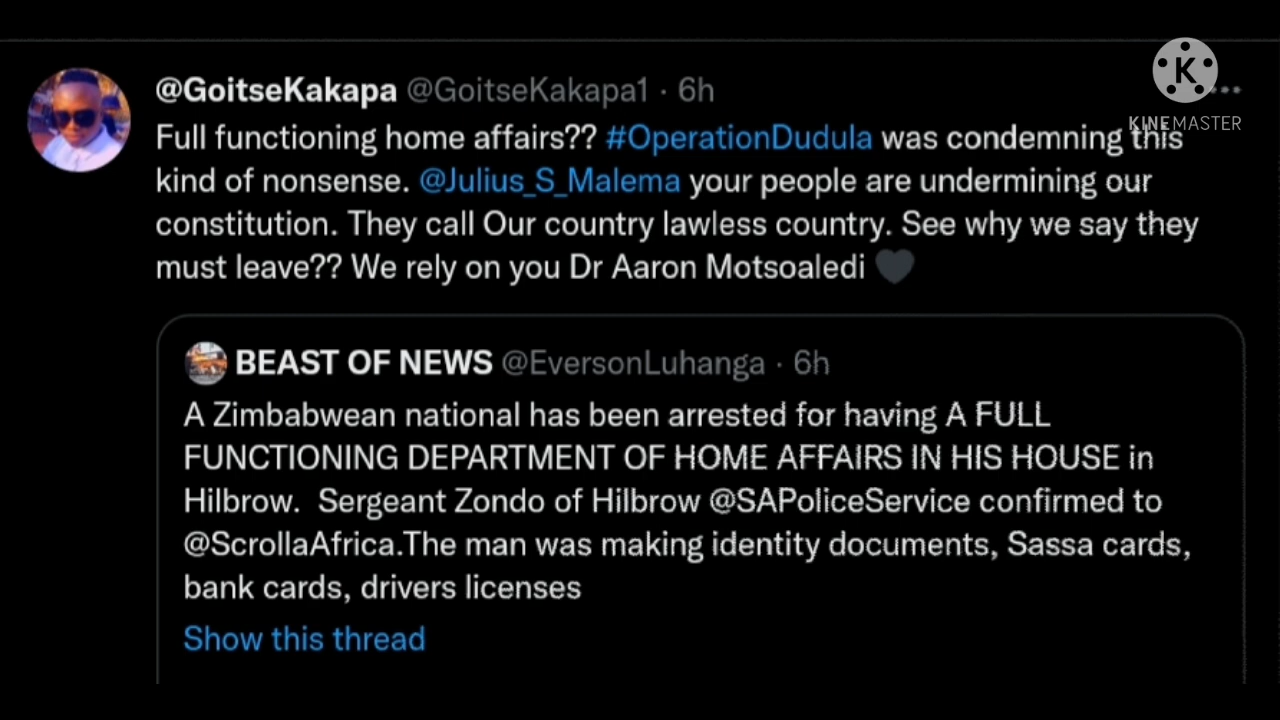 @GoitseKakapa @GoitseKakapa1 · 6h
K
KINEMASTER
Full functioning home affairs?? #OperationDudula was condemning this
kind of nonsense. @Julius_S_Malema your people are undermining our
constitution. They call Our country lawless country. See why we say they
must leave?? We rely on you Dr Aaron Motsoaledi 🖤
BEAST OF NEWS @EversonLuhanga · 6h
A Zimbabwean national has been arrested for having A FULL
FUNCTIONING DEPARTMENT OF HOME AFFAIRS IN HIS HOUSE in
Hilbrow. Sergeant Zondo of Hilbrow @SAPoliceService confirmed to
@ScrollaAfrica.The man was making identity documents, Sassa cards,
bank cards, drivers licenses
Show this thread